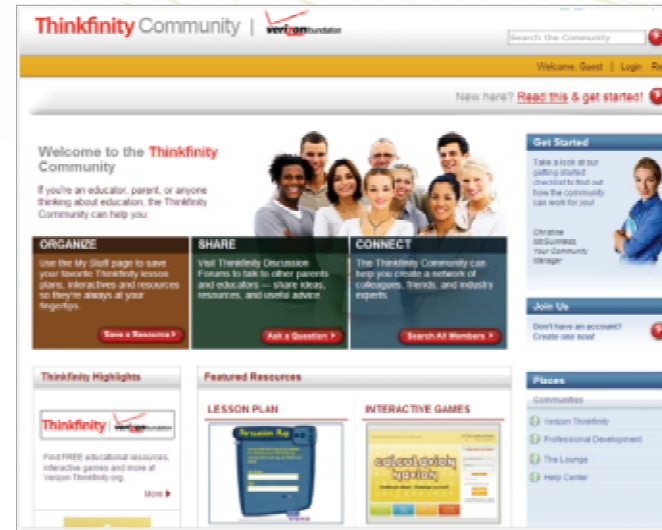 Thinkfinity Community | verizon foundation
Search the Community
Welcome, Guest | Login
New here? Read this & get started!
Welcome to the Thinkfinity
Community
If you're an educator, parent, or anyone
thinking about education, the Thinkfinity
Community can help you:
ORGANIZE
Use the My Stuff page to save
your favorite Thinkfinity lesson
plans, interactives and resources
so they're always at your
fingertips.
Save a Resource
SHARE
Visit Thinkfinity Discussion
Forums to talk to other parents
and educators — share ideas,
resources, and useful advice.
Ask a Question
CONNECT
The Thinkfinity Community can
help you create a network of
colleagues, friends, and industry
experts.
Search All Members
Get Started
Take a look at our
getting started
checklist to find out
how the community
can work for you!
Christine
McGuinness
Your Community
Manager
Join Us
Don't have an account?
Create one now!
Thinkfinity Highlights
Thinkfinity | verizon
Find FREE educational resources,
interactive games and more at
Verizon Thinkfinity.org.
More
Featured Resources
LESSON PLAN
Persuasion Map
INTERACTIVE GAMES
calculation
nation
Places
Communities
Verizon Thinkfinity
Professional Development
The Lounge
Help Center